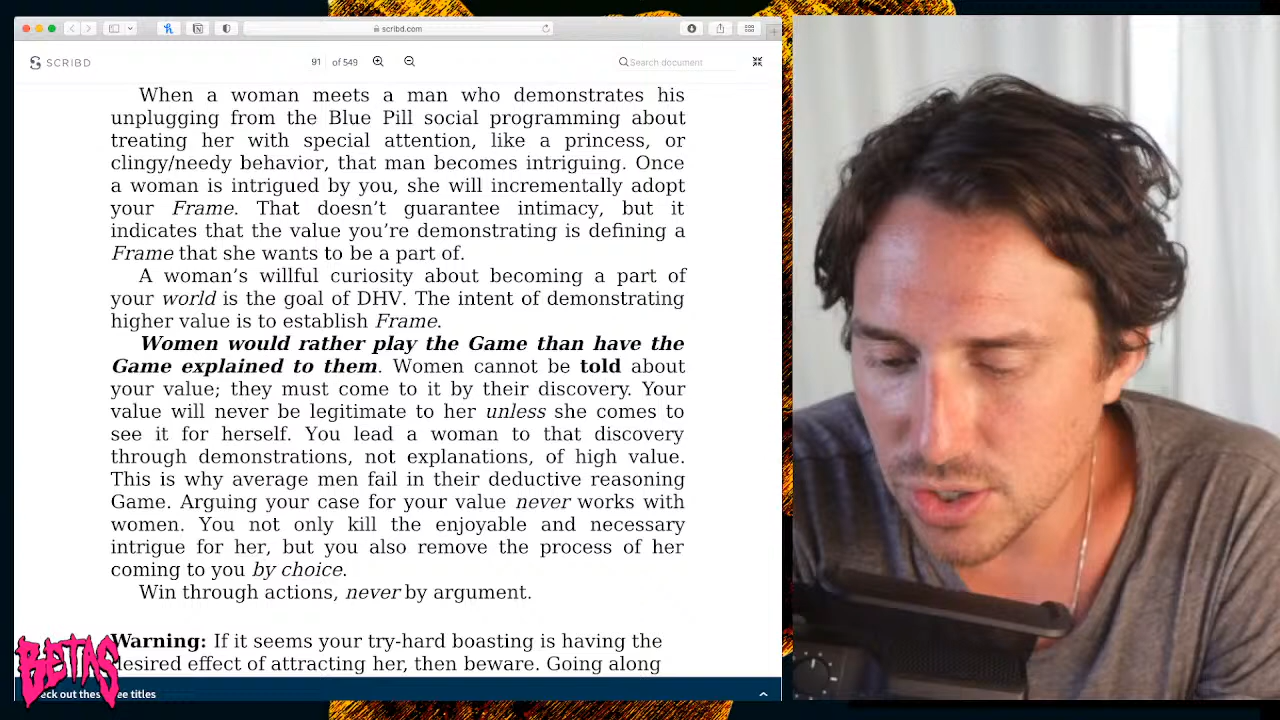 scribd.com
SCRIBD
91 of 549
Search document
When a woman meets a man who demonstrates his
unplugging from the Blue Pill social programming about
treating her with special attention, like a princess, or
clingy/needy behavior, that man becomes intriguing. Once
a woman is intrigued by you, she will incrementally adopt
your Frame. That doesn’t guarantee intimacy, but it
indicates that the value you’re demonstrating is defining a
Frame that she wants to be a part of.
A woman’s willful curiosity about becoming a part of
your world is the goal of DHV. The intent of demonstrating
higher value is to establish Frame.
Women would rather play the Game than have the
Game explained to them. Women cannot be told about
your value; they must come to it by their discovery. Your
value will never be legitimate to her unless she comes to
see it for herself. You lead a woman to that discovery
through demonstrations, not explanations, of high value.
This is why average men fail in their deductive reasoning
Game. Arguing your case for your value never works with
women. You not only kill the enjoyable and necessary
intrigue for her, but you also remove the process of her
coming to you by choice.
Win through actions, never by argument.
Warning: If it seems your try-hard boasting is having the
desired effect of attracting her, then beware. Going along
BETAS
eck out thes ee titles